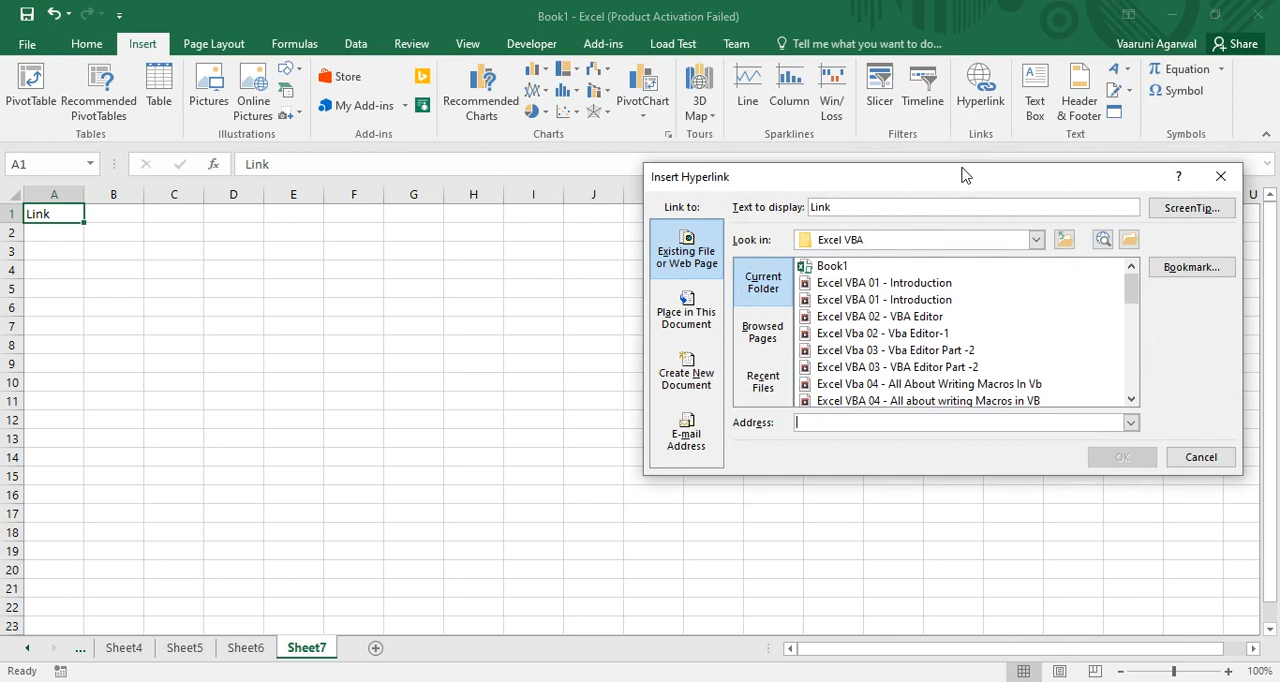 Book1 - Excel (Product Activation Failed)
File Home Insert Page Layout Formulas Data Review View Developer Add-ins Load Test Team Tell me what you want to do... Vaaruni Agarwal Share
PivotTable Recommended PivotTables Table
Tables
Pictures Online Pictures
Illustrations
Store
My Add-ins
Add-ins
Recommended Charts
PivotChart
Charts
3D Map
Tours
Line Column Win/Loss
Sparklines
Slicer Timeline
Filters
Hyperlink
Links
Text Box Header & Footer
Text
Equation
Symbol
Symbols
A1 fx Link
A B C D E F G H I J U
1 Link
2
3
4
5
6
7
8
9
10
11
12
13
14
15
16
17
18
19
20
21
22
23
Insert Hyperlink ?
Link to: Text to display: Link ScreenTip...
Existing File or Web Page
Place in This Document
Create New Document
E-mail Address
Look in: Excel VBA
Bookmark...
Current Folder
Browsed Pages
Recent Files
Book1
Excel VBA 01 - Introduction
Excel VBA 01 - Introduction
Excel VBA 02 - VBA Editor
Excel Vba 02 - Vba Editor-1
Excel Vba 03 - Vba Editor Part -2
Excel VBA 03 - VBA Editor Part -2
Excel Vba 04 - All About Writing Macros In Vb
Excel VBA 04 - All about writing Macros in VB
Address:
OK Cancel
... Sheet4 Sheet5 Sheet6 Sheet7
Ready 100%